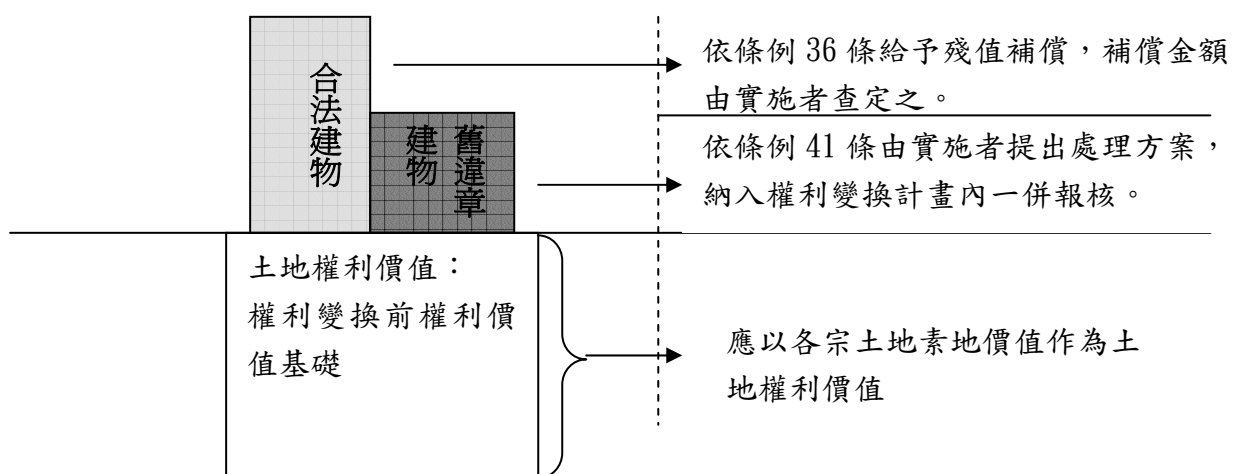 合法建物
舊違章
建物
依條例 36 條給予殘值補償，補償金額
由實施者查定之。
依條例 41 條由實施者提出處理方案，
納入權利變換計畫內一併報核。
土地權利價值：
權利變換前權利價
值基礎
應以各宗土地素地價值作為土
地權利價值